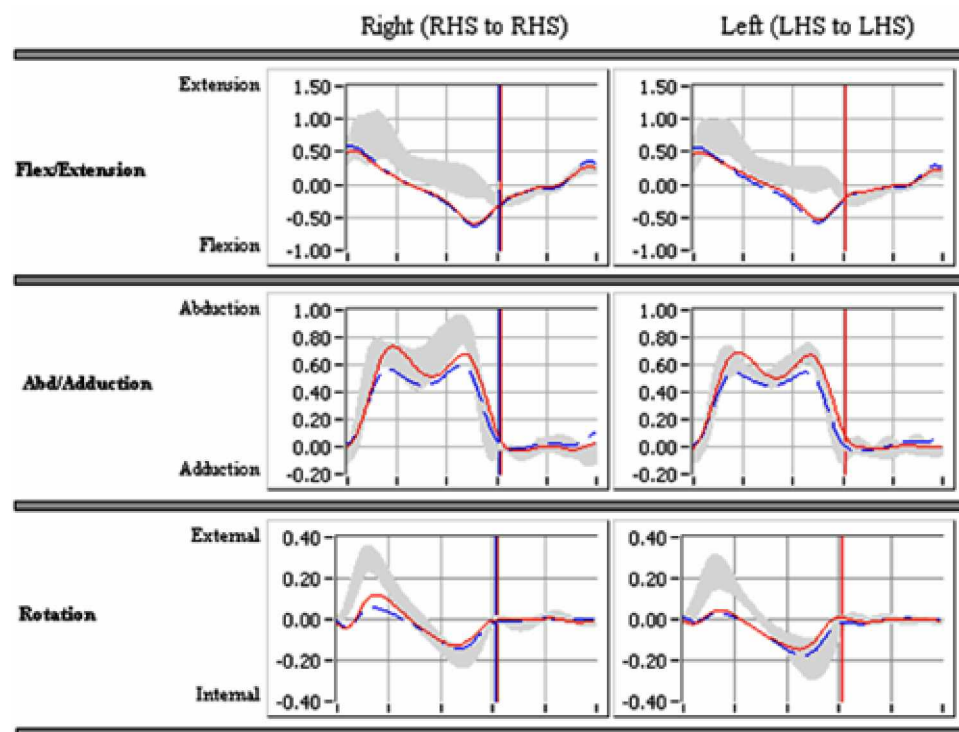 Right (RHS to RHS) Left (LHS to LHS)
Extension
1.50 1.50
1.00 1.00
0.50 0.50
Flex/Extension
0.00 0.00
-0.50 -0.50
Flexion
-1.00 -1.00
Abduction
1.00 1.00
0.80 0.80
0.60 0.60
Abd/Adduction
0.40 0.40
0.20 0.20
0.00 0.00
Adduction
-0.20 -0.20
External
0.40 0.40
0.20 0.20
Rotation
0.00 0.00
-0.20 -0.20
Internal
-0.40 -0.40